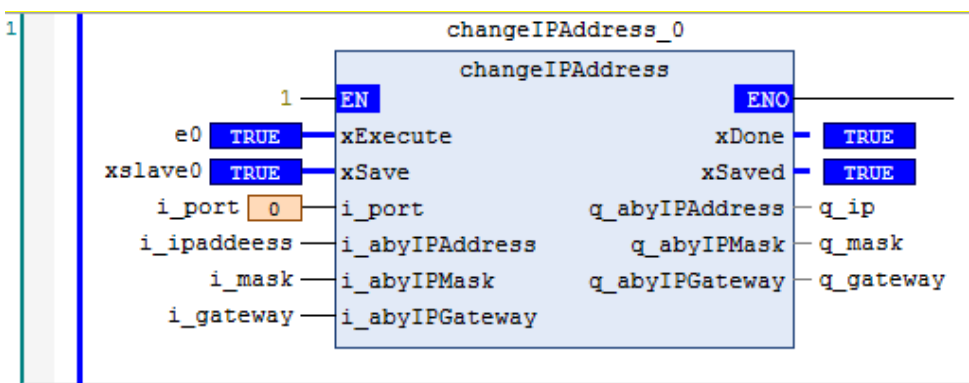 1
changeIPAddress_0
changeIPAddress
1 EN ENO
e0 TRUE xExecute xDone TRUE
xslave0 TRUE xSave xSaved TRUE
i_port 0 i_port q_abyIPAddress q_ip
i_ipaddeess i_abyIPAddress q_abyIPMask q_mask
i_mask i_abyIPMask q_abyIPGateway q_gateway
i_gateway i_abyIPGateway